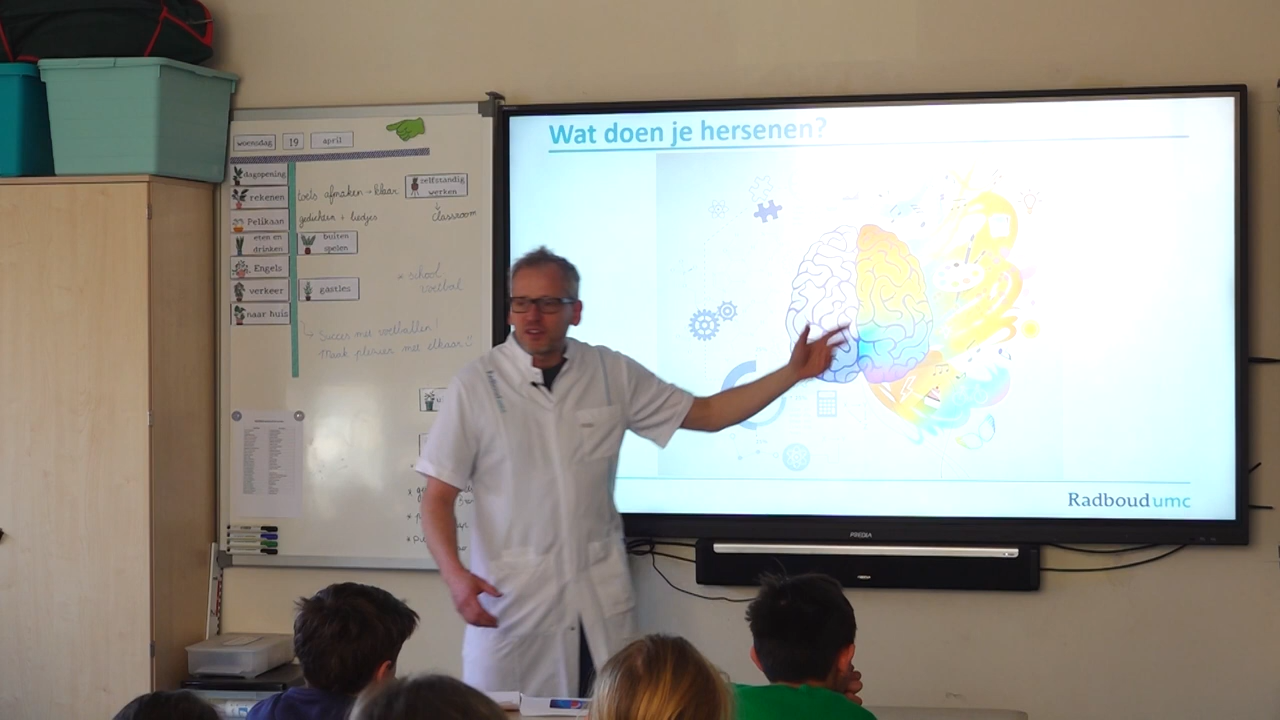 woensdag 19 april
dagopening
rekenen
Pelikaan
eten en
drinken
Engels
verkeer
naar huis
toets afmaken → klaar
zelfstandig
werken
↓
classroom
gedichten + liedjes
buiten
spelen
gastles
* school
voetbal
Succes met voetballen!
Maak plezier met elkaar!!
Wat doen je hersenen?
Radboudumc
Radboudumc